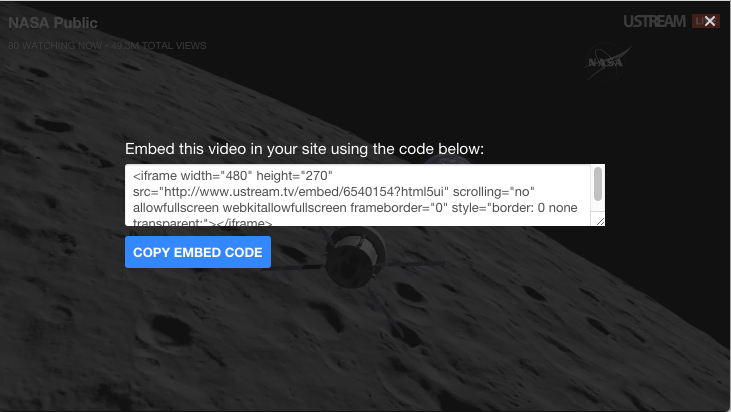 NASA Public
USTREAM
80 WATCHING NOW • 49.3M TOTAL VIEWS
NASA
Embed this video in your site using the code below:
<iframe width="480" height="270"
src="http://www.ustream.tv/embed/6540154?html5ui" scrolling="no"
allowfullscreen webkitallowfullscreen frameborder="0" style="border: 0 none
transparent;"></iframe>
COPY EMBED CODE